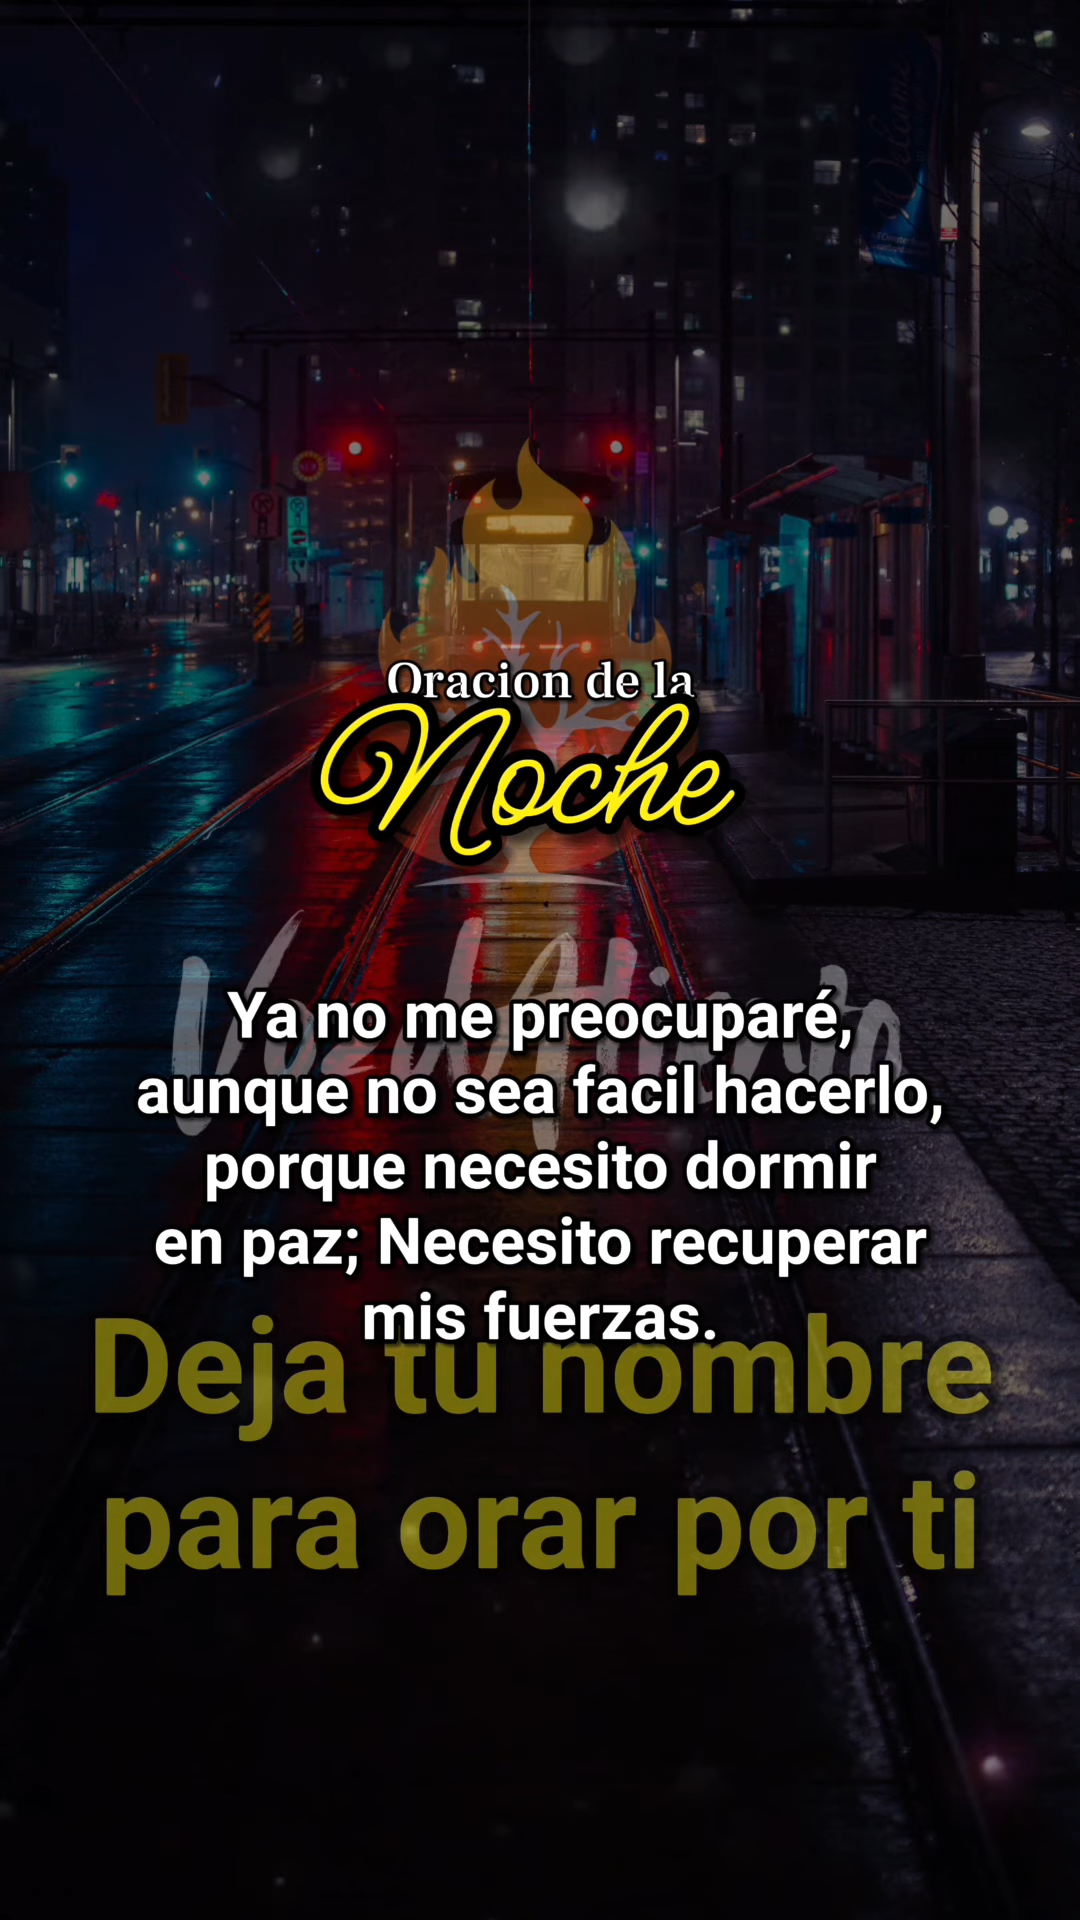 Oracion de la
Noche
Ya no me preocuparé,
aunque no sea facil hacerlo,
porque necesito dormir
en paz; Necesito recuperar
mis fuerzas.
Deja tu nombre
para orar por ti